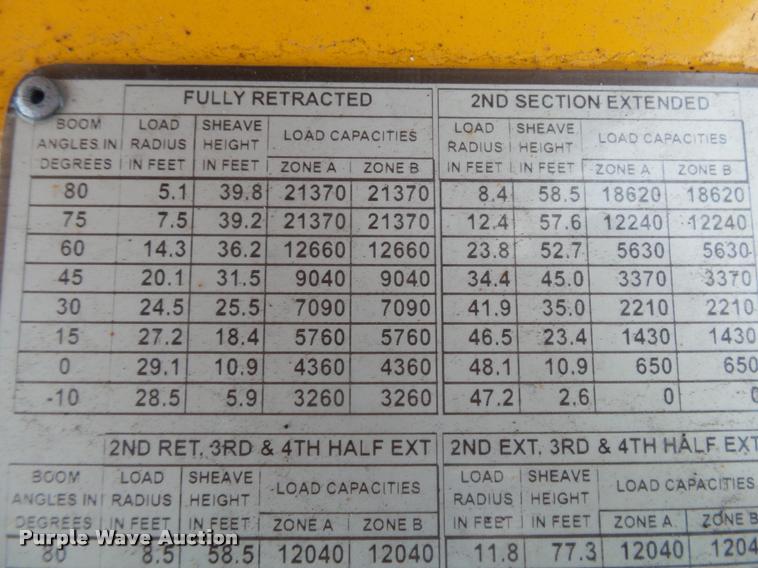 FULLY RETRACTED 2ND SECTION EXTENDED
BOOM ANGLES IN DEGREES LOAD RADIUS IN FEET SHEAVE HEIGHT IN FEET LOAD CAPACITIES LOAD RADIUS IN FEET SHEAVE HEIGHT IN FEET LOAD CAPACITIES
ZONE A ZONE B ZONE A ZONE B
80 5.1 39.8 21370 21370 8.4 58.5 18620 18620
75 7.5 39.2 21370 21370 12.4 57.6 12240 12240
60 14.3 36.2 12660 12660 23.8 52.7 5630 5630
45 20.1 31.5 9040 9040 34.4 45.0 3370 3370
30 24.5 25.5 7090 7090 41.9 35.0 2210 2210
15 27.2 18.4 5760 5760 46.5 23.4 1430 1430
0 29.1 10.9 4360 4360 48.1 10.9 650 650
-10 28.5 5.9 3260 3260 47.2 2.6 0 0
2ND RET, 3RD & 4TH HALF EXT 2ND EXT, 3RD & 4TH HALF EXT
BOOM ANGLES IN DEGREES LOAD RADIUS IN FEET SHEAVE HEIGHT IN FEET LOAD CAPACITIES LOAD RADIUS IN FEET SHEAVE HEIGHT IN FEET LOAD CAPACITIES
ZONE A ZONE B ZONE A ZONE B
80 8.5 58.5 12040 12040 11.8 77.3 12040 1204
Purple Wave Auction